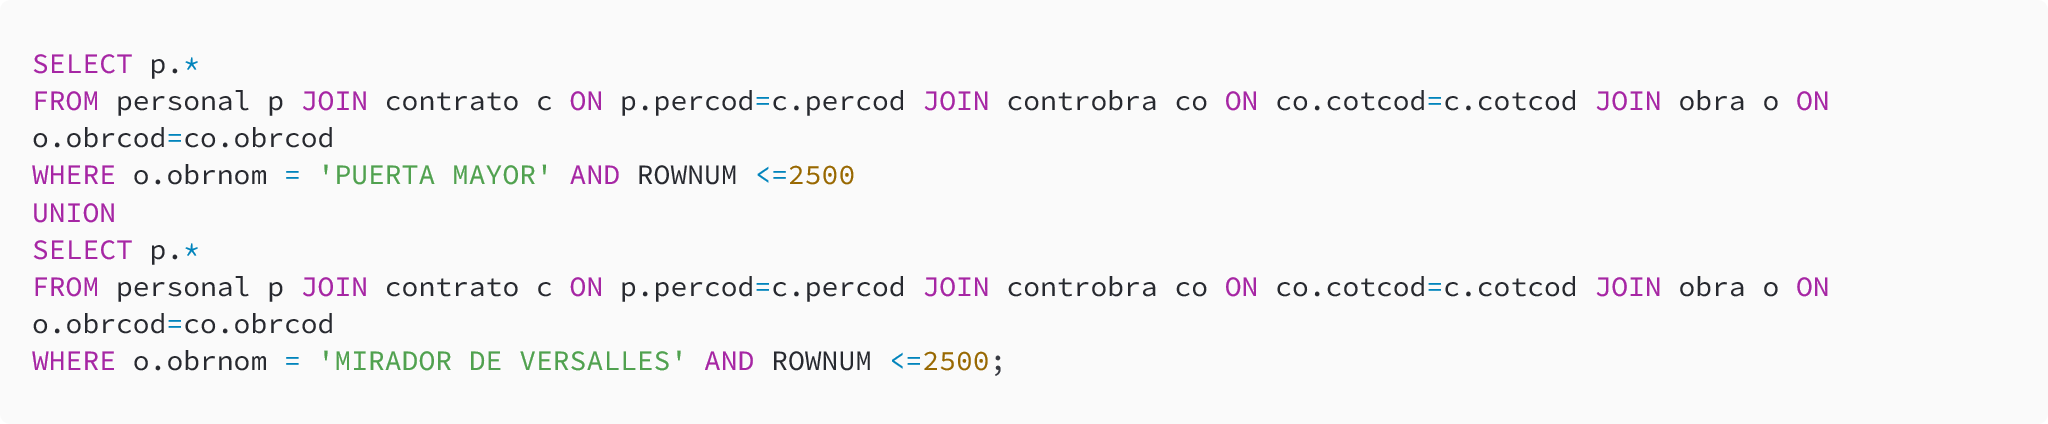 SELECT p.*
FROM personal p JOIN contrato c ON p.percod=c.percod JOIN controbra co ON co.cotcod=c.cotcod JOIN obra o ON
o.obrcod=co.obrcod
WHERE o.obrnom = 'PUERTA MAYOR' AND ROWNUM <=2500
UNION
SELECT p.*
FROM personal p JOIN contrato c ON p.percod=c.percod JOIN controbra co ON co.cotcod=c.cotcod JOIN obra o ON
o.obrcod=co.obrcod
WHERE o.obrnom = 'MIRADOR DE VERSALLES' AND ROWNUM <=2500;